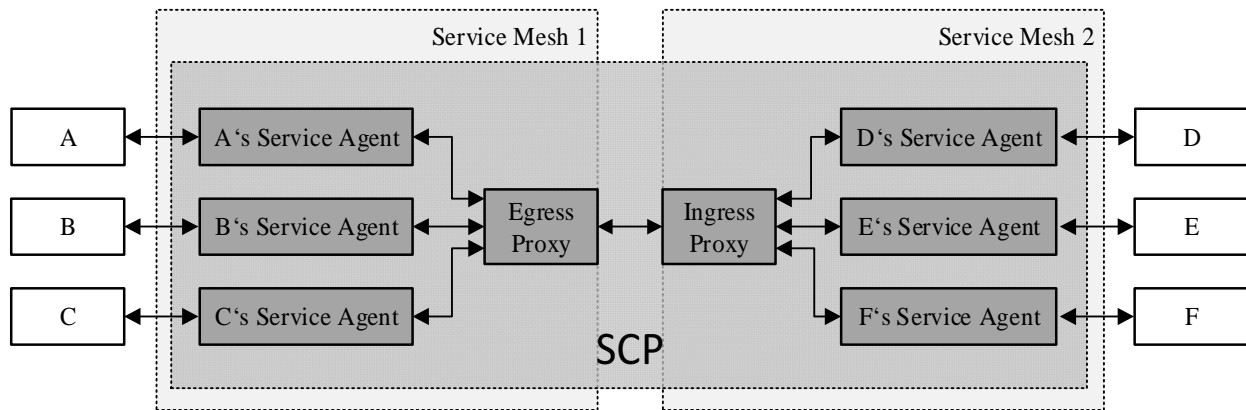 Service Mesh 1
Service Mesh 2
A
A‘s Service Agent
D‘s Service Agent
D
B
B‘s Service Agent
Egress
Proxy
Ingress
Proxy
E‘s Service Agent
E
C
C‘s Service Agent
F‘s Service Agent
F
SCP